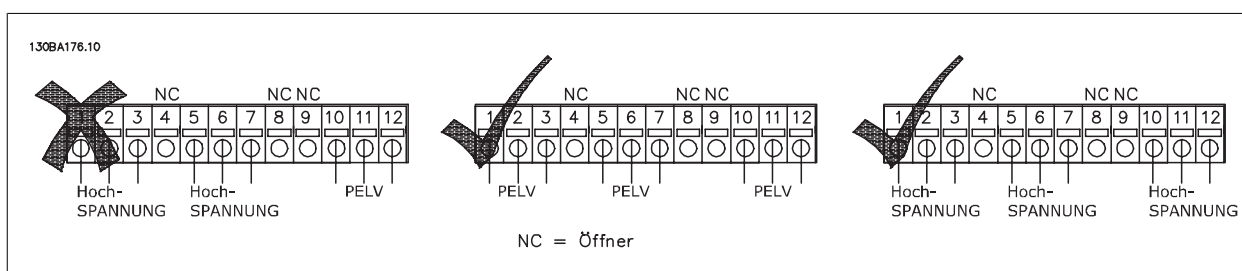 130BA176.10
NC NC NC
2 3 4 5 6 7 8 9 10 11 12
Hoch-
SPANNUNG
Hoch-
SPANNUNG
PELV
NC NC NC
1 2 3 4 5 6 7 8 9 10 11 12
PELV PELV PELV
NC NC NC
1 2 3 4 5 6 7 8 9 10 11 12
Hoch-
SPANNUNG
Hoch-
SPANNUNG
Hoch-
SPANNUNG
NC = Öffner